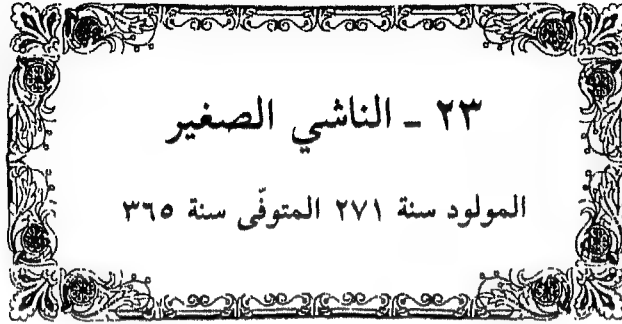 ٢٣ - الناشي الصغير
المولود سنة ٢٧١ المتوفّى سنة ٣٦٥